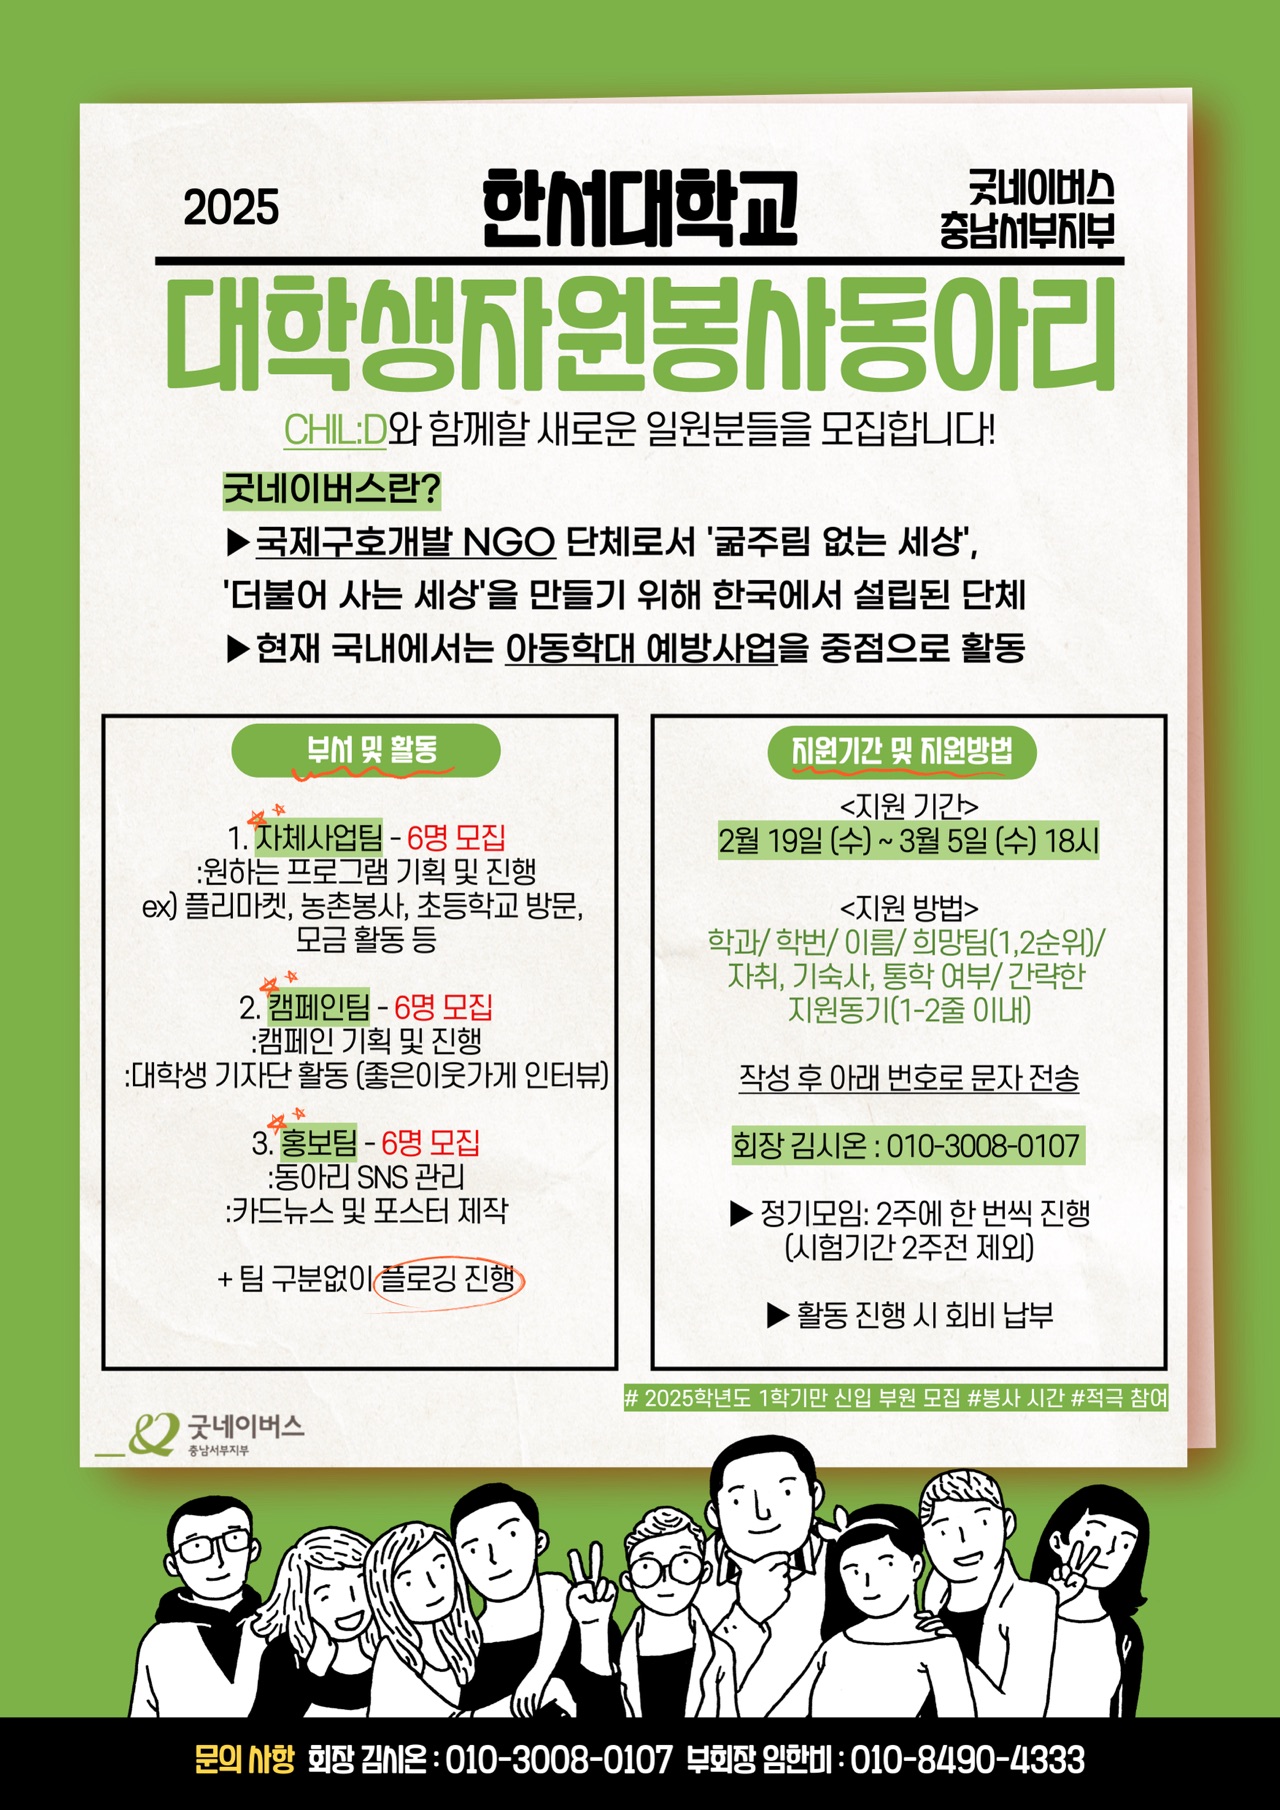 2025
한서대학교
굿네이버스
충남서부지부
대학생자원봉사동아리
CHIL:D와 함께할 새로운 일원분들을 모집합니다!
굿네이버스란?
▶국제구호개발 NGO 단체로서 '굶주림 없는 세상',
'더불어 사는 세상'을 만들기 위해 한국에서 설립된 단체
▶현재 국내에서는 아동학대 예방사업을 중점으로 활동
부서 및 활동
1. 자체사업팀 - 6명 모집
:원하는 프로그램 기획 및 진행
ex) 플리마켓, 농촌봉사, 초등학교 방문,
모금 활동 등
2. 캠페인팀 - 6명 모집
:캠페인 기획 및 진행
:대학생 기자단 활동 (좋은이웃가게 인터뷰)
3. 홍보팀 - 6명 모집
:동아리 SNS 관리
:카드뉴스 및 포스터 제작
+ 팀 구분없이 플로깅 진행
지원기간 및 지원방법
<지원 기간>
2월 19일 (수) ~ 3월 5일 (수) 18시
<지원 방법>
학과/ 학번/ 이름/ 희망팀(1,2순위)/
자취, 기숙사, 통학 여부/ 간략한
지원동기(1-2줄 이내)
작성 후 아래 번호로 문자 전송
회장 김시온 : 010-3008-0107
▶ 정기모임: 2주에 한 번씩 진행
(시험기간 2주전 제외)
▶ 활동 진행 시 회비 납부
# 2025학년도 1학기만 신입 부원 모집 #봉사 시간 #적극 참여
굿네이버스
충남서부지부
문의 사항 회장 김시온 : 010-3008-0107 부회장 임한비 : 010-8490-4333